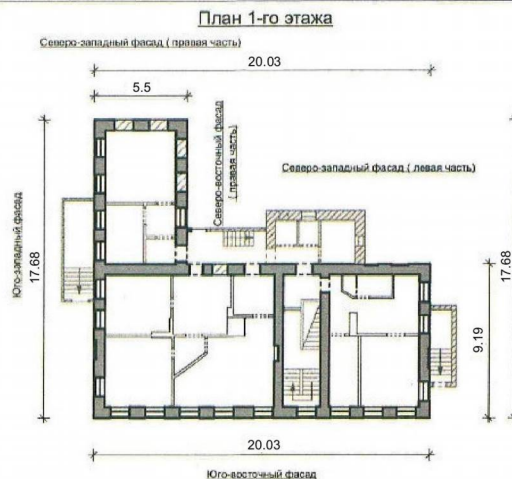 План 1-го этажа
Северо-западный фасад ( правая часть)
20.03
5.5
Северо-восточный фасад
( правая часть)
Северо-западный фасад ( левая часть)
Юго-западный фасад
17.68
17.68
9.19
20.03
Юго-восточный фасад